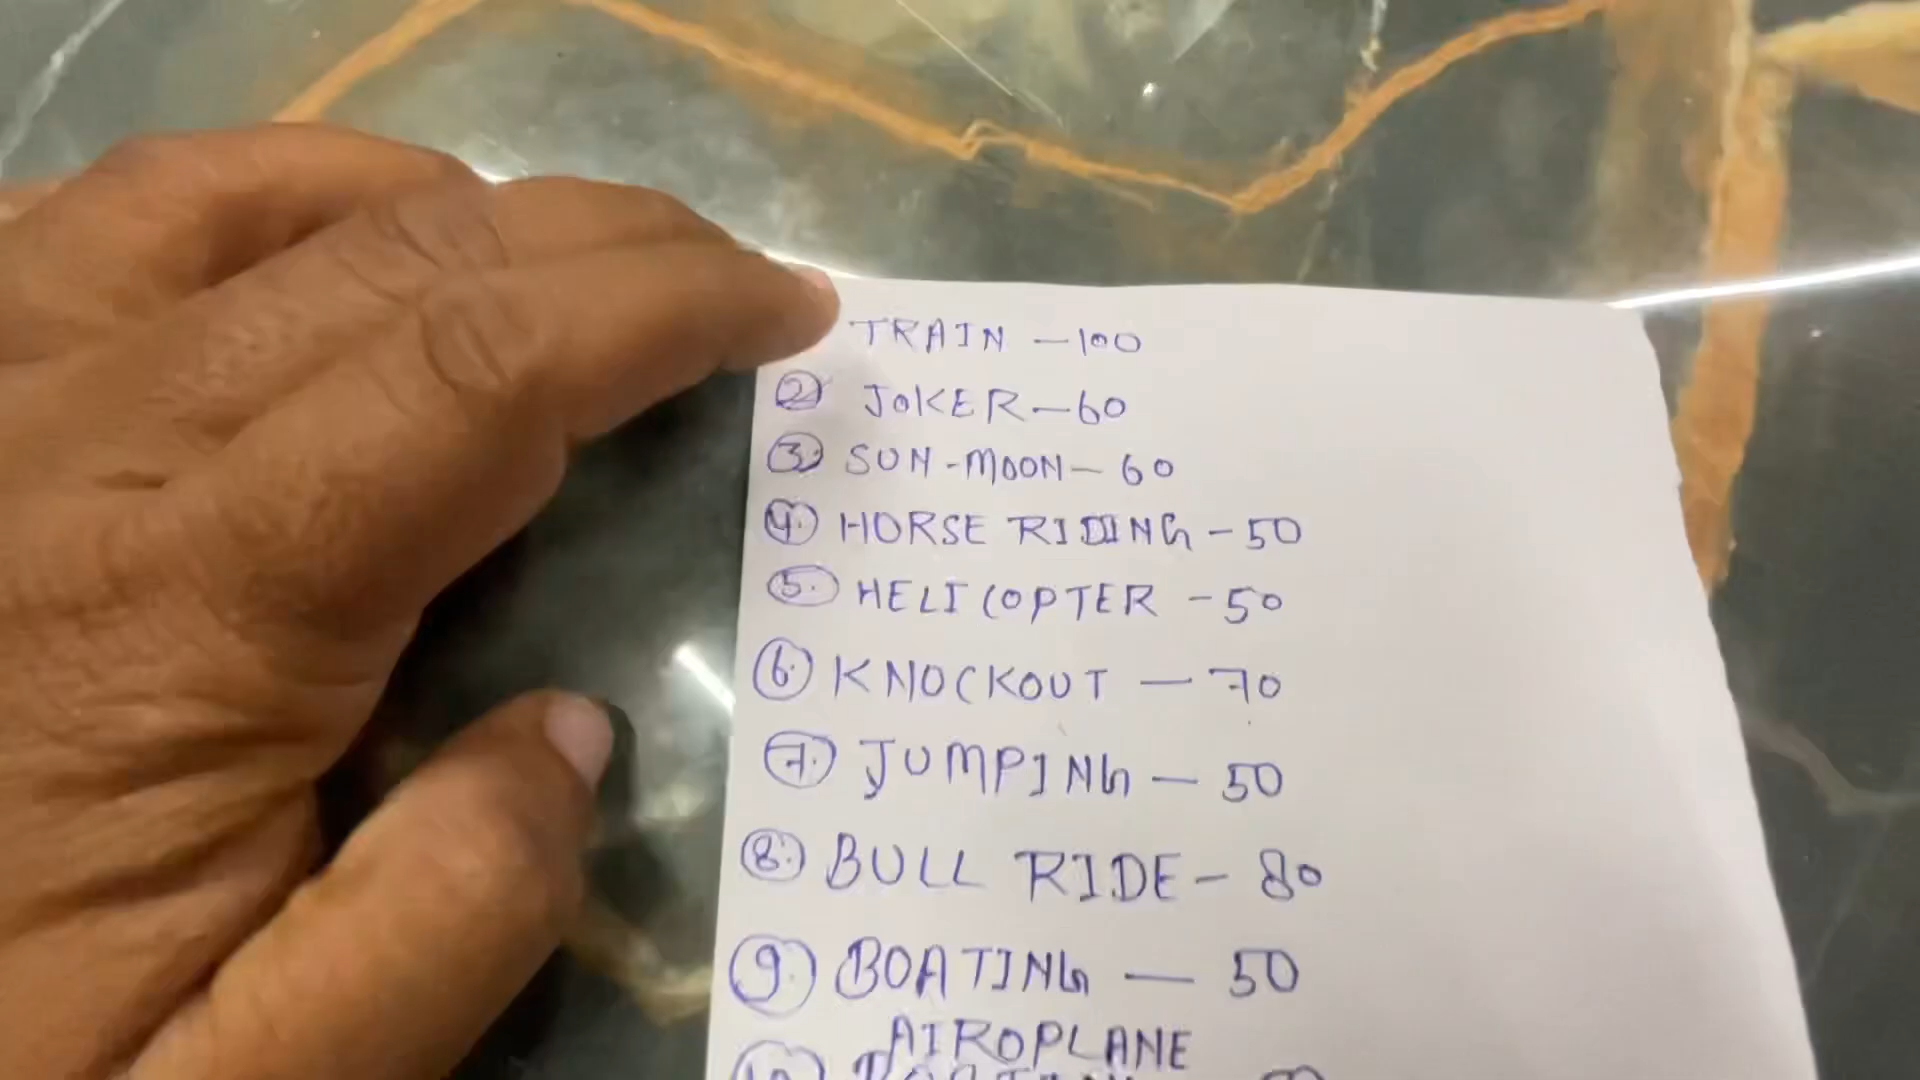 TRAIN - 100
2 JOKER - 60
3. SUN - MOON - 60
4. HORSE RIDING - 50
5. HELICOPTER - 50
6. KNOCKOUT - 70
7. JUMPING - 50
8. BULL RIDE - 80
9. BOATING - 50
AIROPLANE